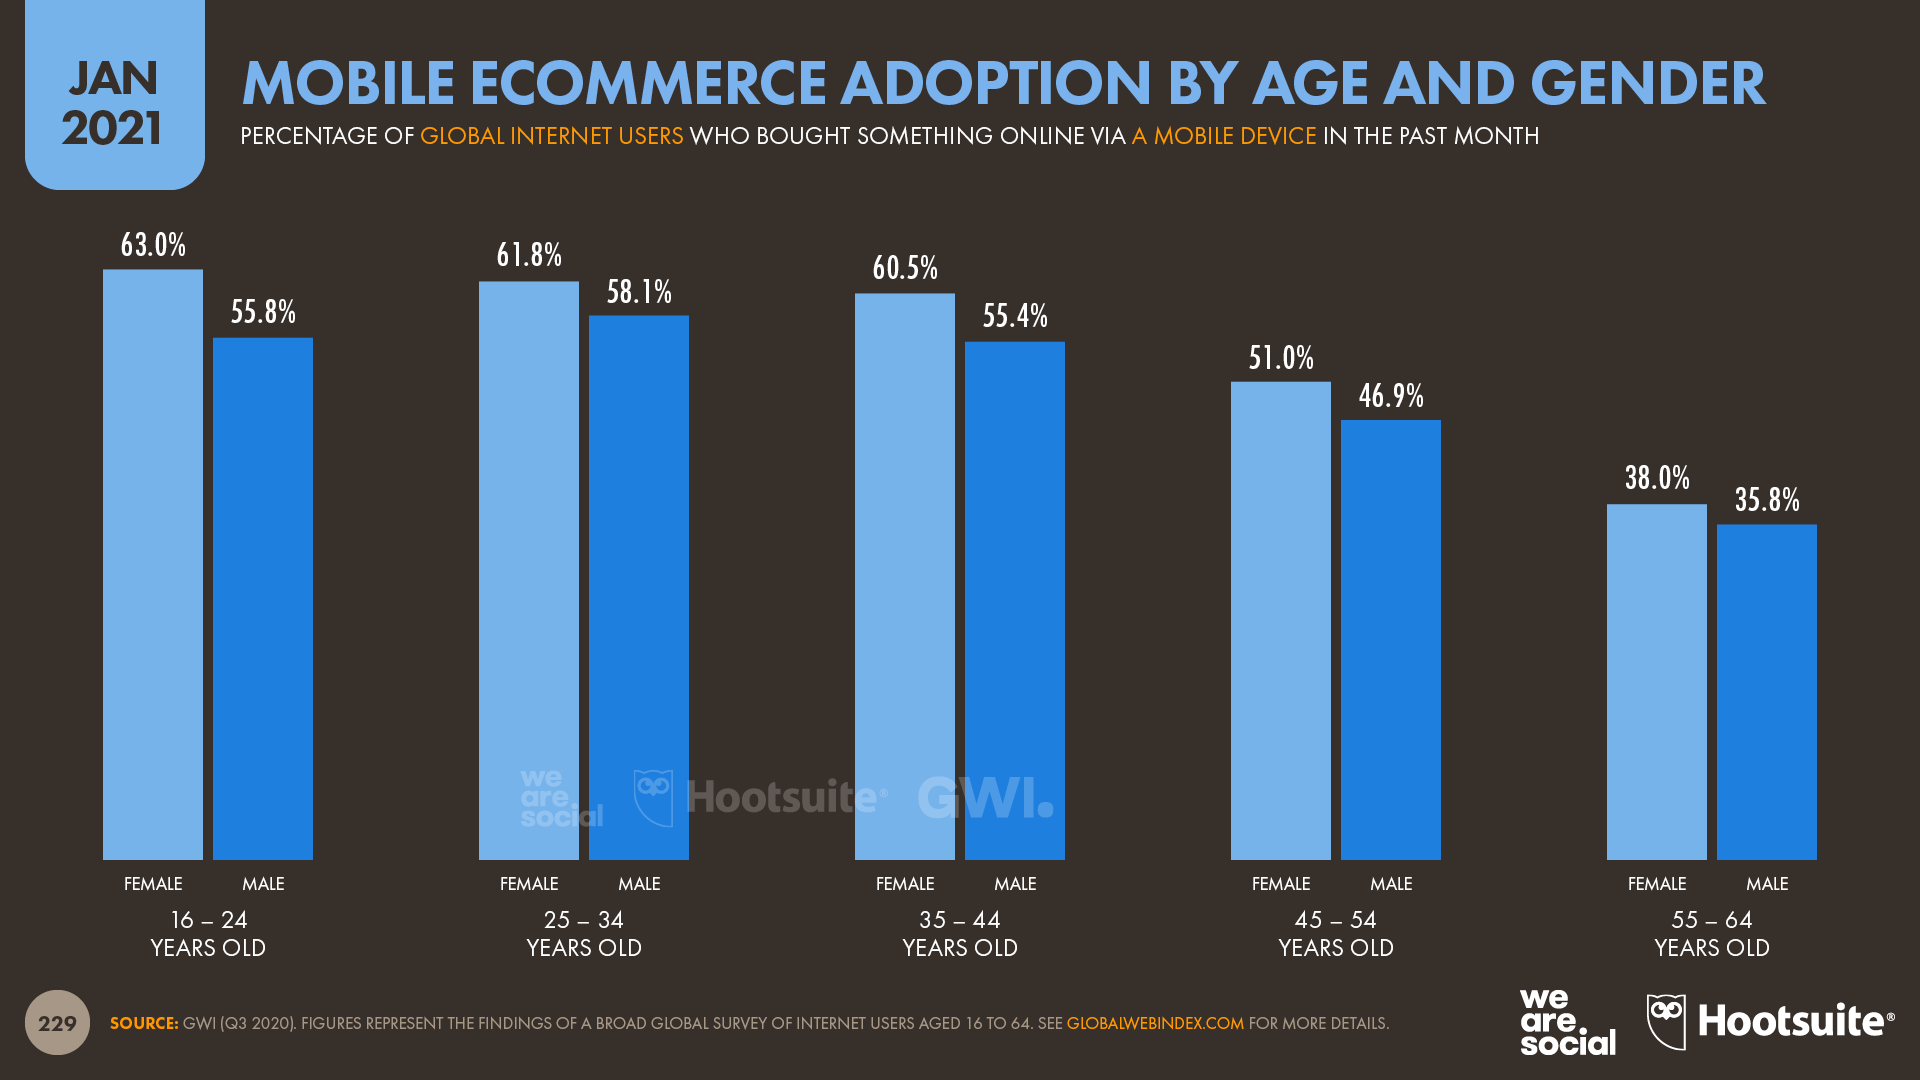 JAN
2021
MOBILE ECOMMERCE ADOPTION BY AGE AND GENDER
PERCENTAGE OF GLOBAL INTERNET USERS WHO BOUGHT SOMETHING ONLINE VIA A MOBILE DEVICE IN THE PAST MONTH
63.0%
55.8%
61.8%
58.1%
60.5%
55.4%
51.0%
46.9%
38.0%
35.8%
we
are
social
Hootsuite®
GWI.
FEMALE MALE FEMALE MALE FEMALE MALE FEMALE MALE FEMALE MALE
16 – 24
YEARS OLD
25 – 34
YEARS OLD
35 – 44
YEARS OLD
45 – 54
YEARS OLD
55 – 64
YEARS OLD
229
SOURCE: GWI (Q3 2020). FIGURES REPRESENT THE FINDINGS OF A BROAD GLOBAL SURVEY OF INTERNET USERS AGED 16 TO 64. SEE GLOBALWEBINDEX.COM FOR MORE DETAILS.
we
are
social
Hootsuite®